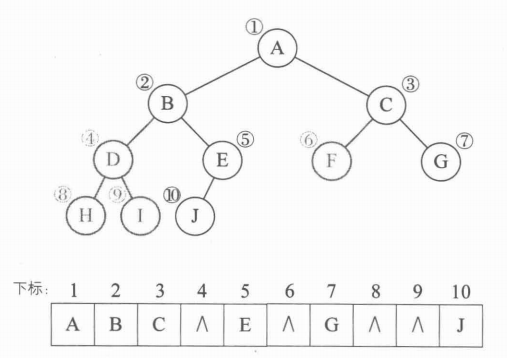 ①
A
②
B
③
C
④
D
⑤
E
⑥
F
⑦
G
⑧
H
⑨
I
⑩
J
下标: 1 2 3 4 5 6 7 8 9 10
A B C ∧ E ∧ G ∧ ∧ J